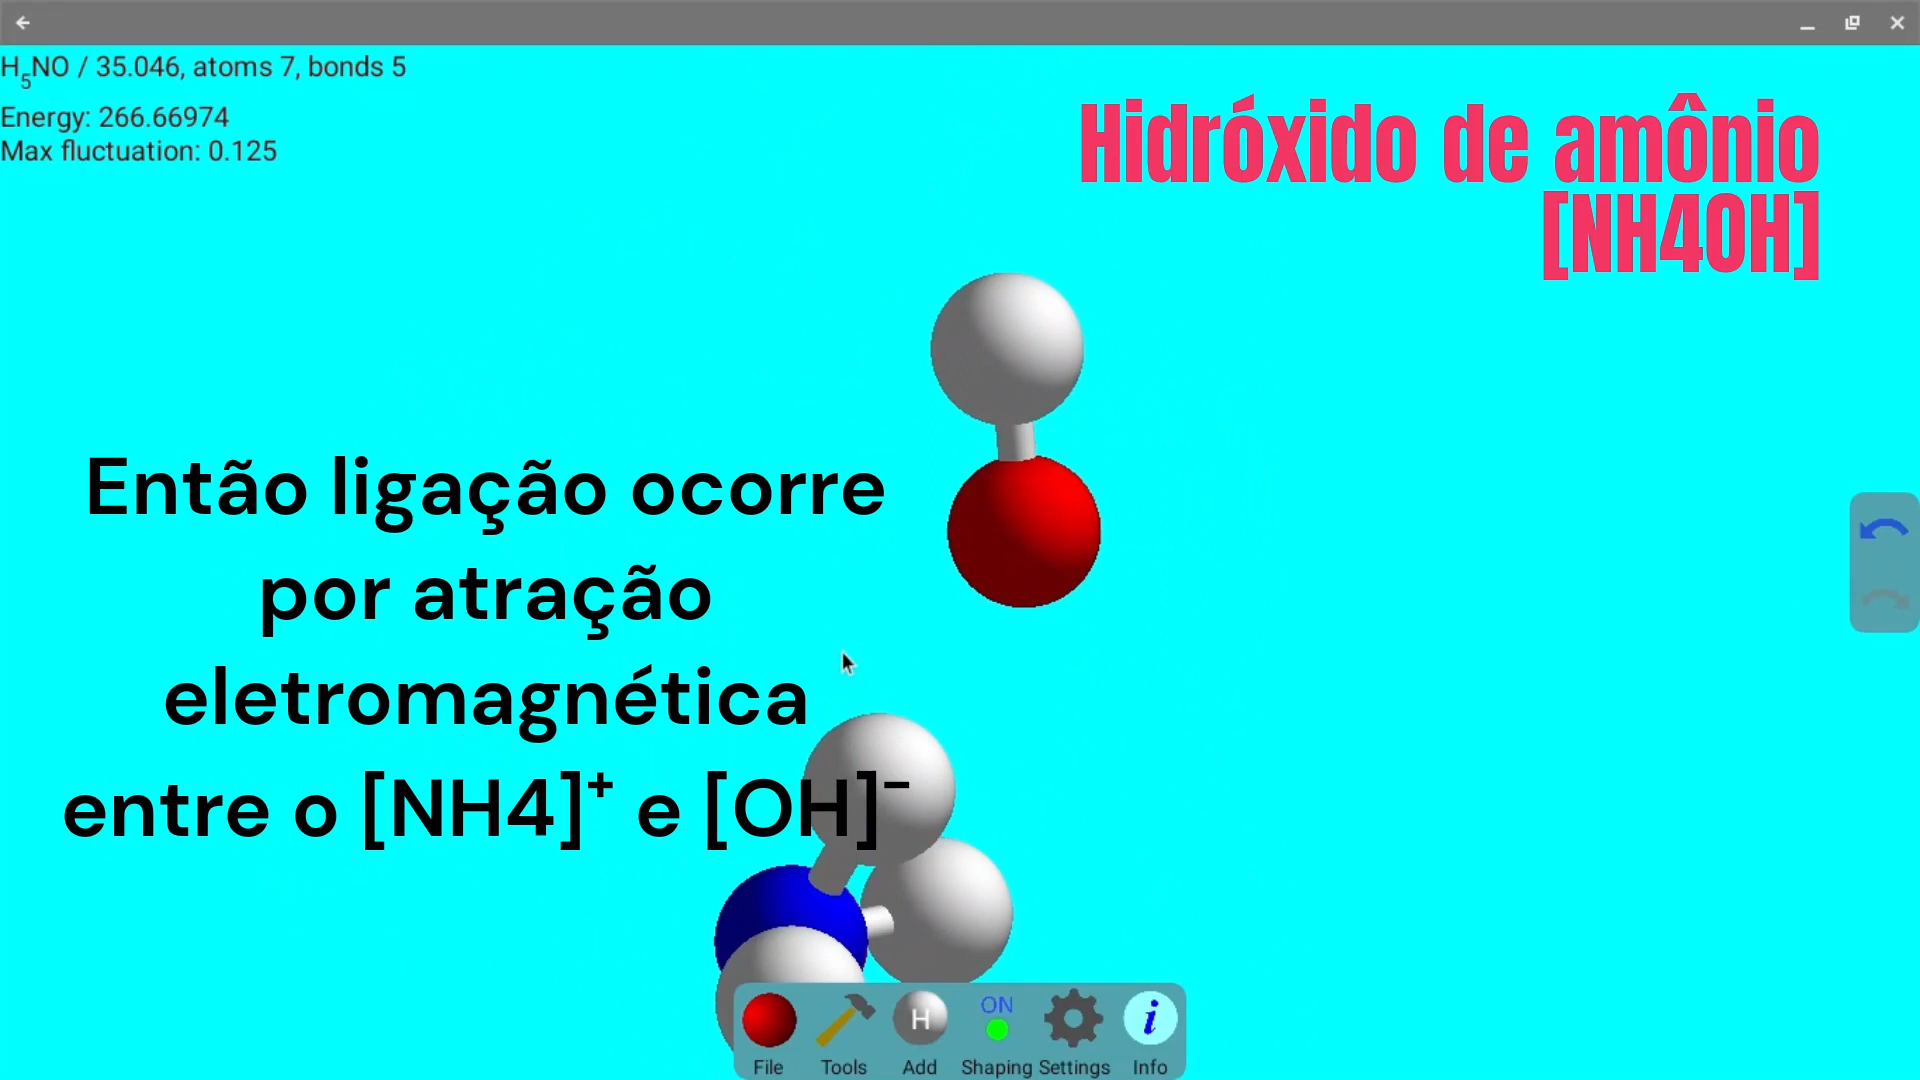 H5NO / 35.046, atoms 7, bonds 5
Energy: 266.66974
Max fluctuation: 0.125
Hidróxido de amônio
[NH4OH]
Então ligação ocorre
por atração
eletromagnética
entre o [NH4]⁺ e [OH]⁻
H
ON
i
File Tools Add Shaping Settings Info